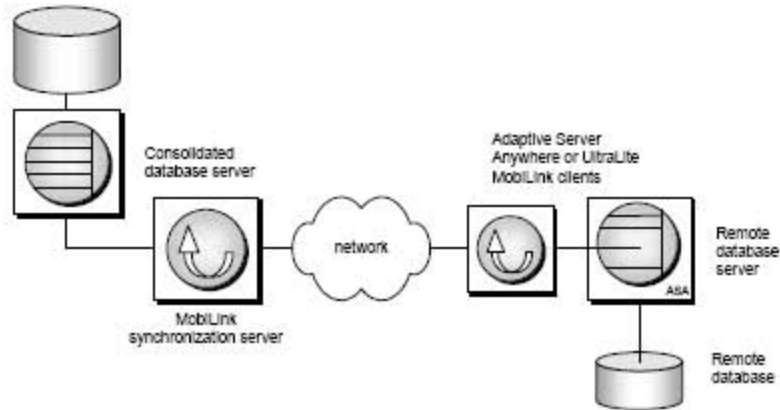 Consolidated
database server
MobiLink
synchronization server
network
Adaptive Server
Anywhere or UltraLite
MobiLink clients
Remote
database
server
ASA
Remote
database